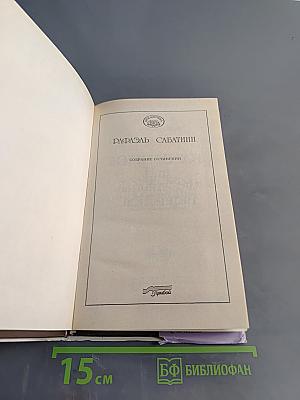 РАФАЭЛЬ САБАТИНИ
СОБРАНИЕ СОЧИНЕНИЙ
15 СМ
БФ БИБЛИОФАН